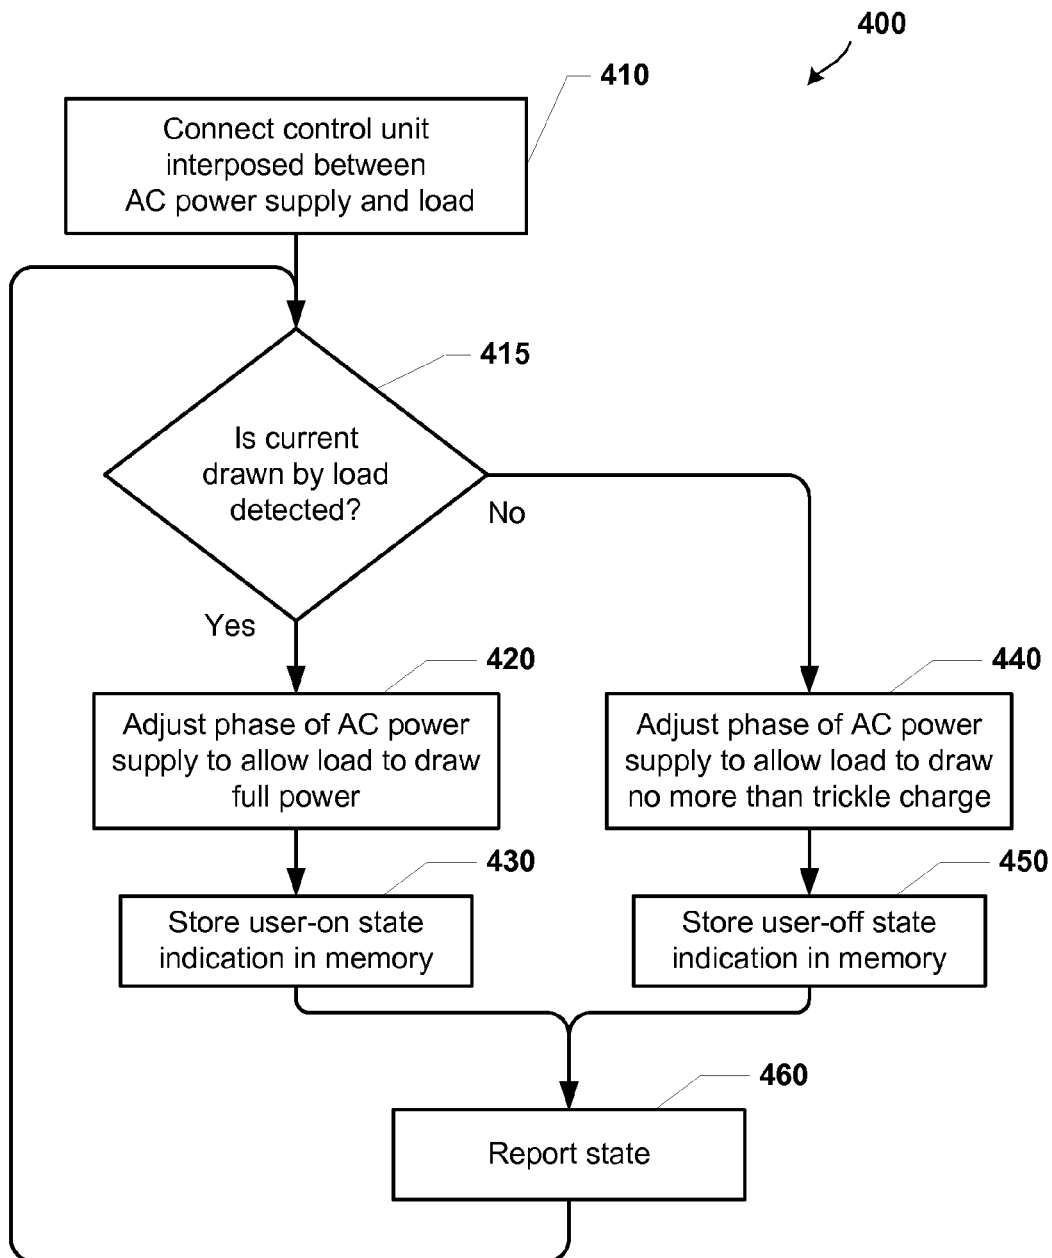 400
410
Connect control unit
interposed between
AC power supply and load
415
Is current
drawn by load
detected?
No
Yes
420
Adjust phase of AC power
supply to allow load to draw
full power
440
Adjust phase of AC power
supply to allow load to draw
no more than trickle charge
430
Store user-on state
indication in memory
450
Store user-off state
indication in memory
460
Report state